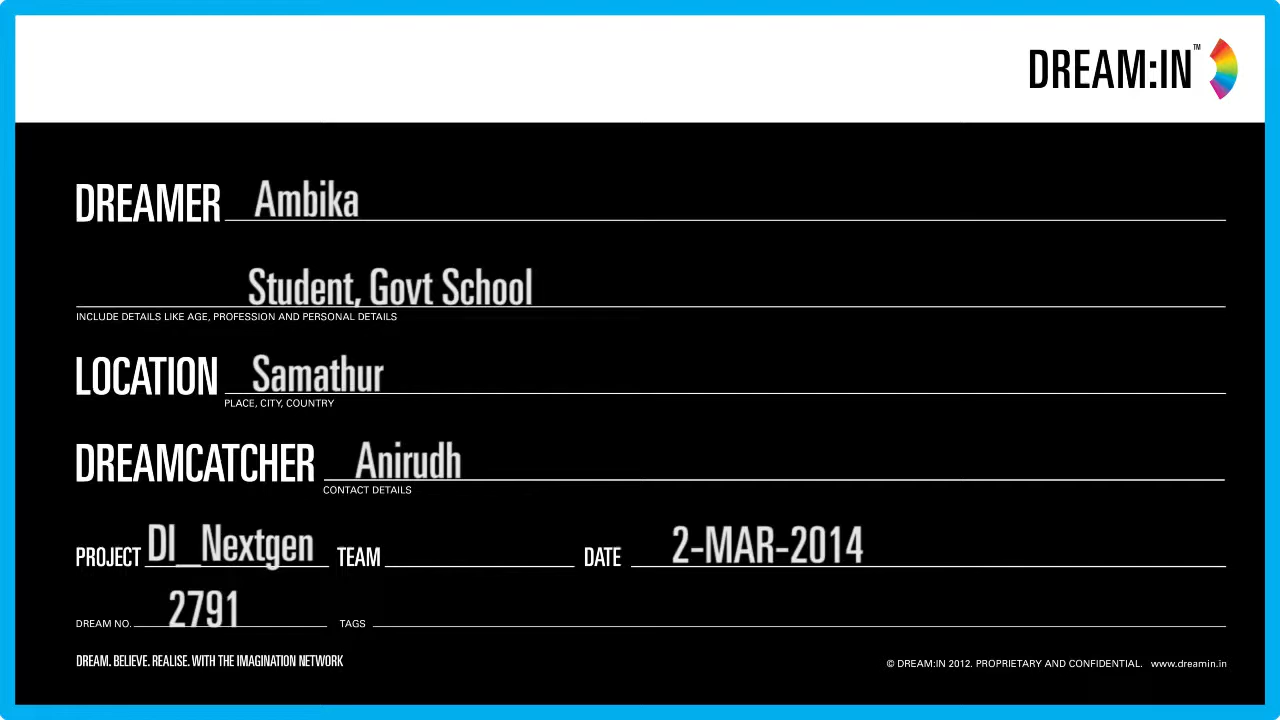 DREAM:IN™
DREAMER Ambika
Student, Govt School
INCLUDE DETAILS LIKE AGE, PROFESSION AND PERSONAL DETAILS
LOCATION Samathur
PLACE, CITY, COUNTRY
DREAMCATCHER Anirudh
CONTACT DETAILS
PROJECT DI_Nextgen TEAM DATE 2-MAR-2014
DREAM NO. 2791 TAGS
DREAM. BELIEVE. REALISE. WITH THE IMAGINATION NETWORK © DREAM:IN 2012. PROPRIETARY AND CONFIDENTIAL. www.dreamin.in